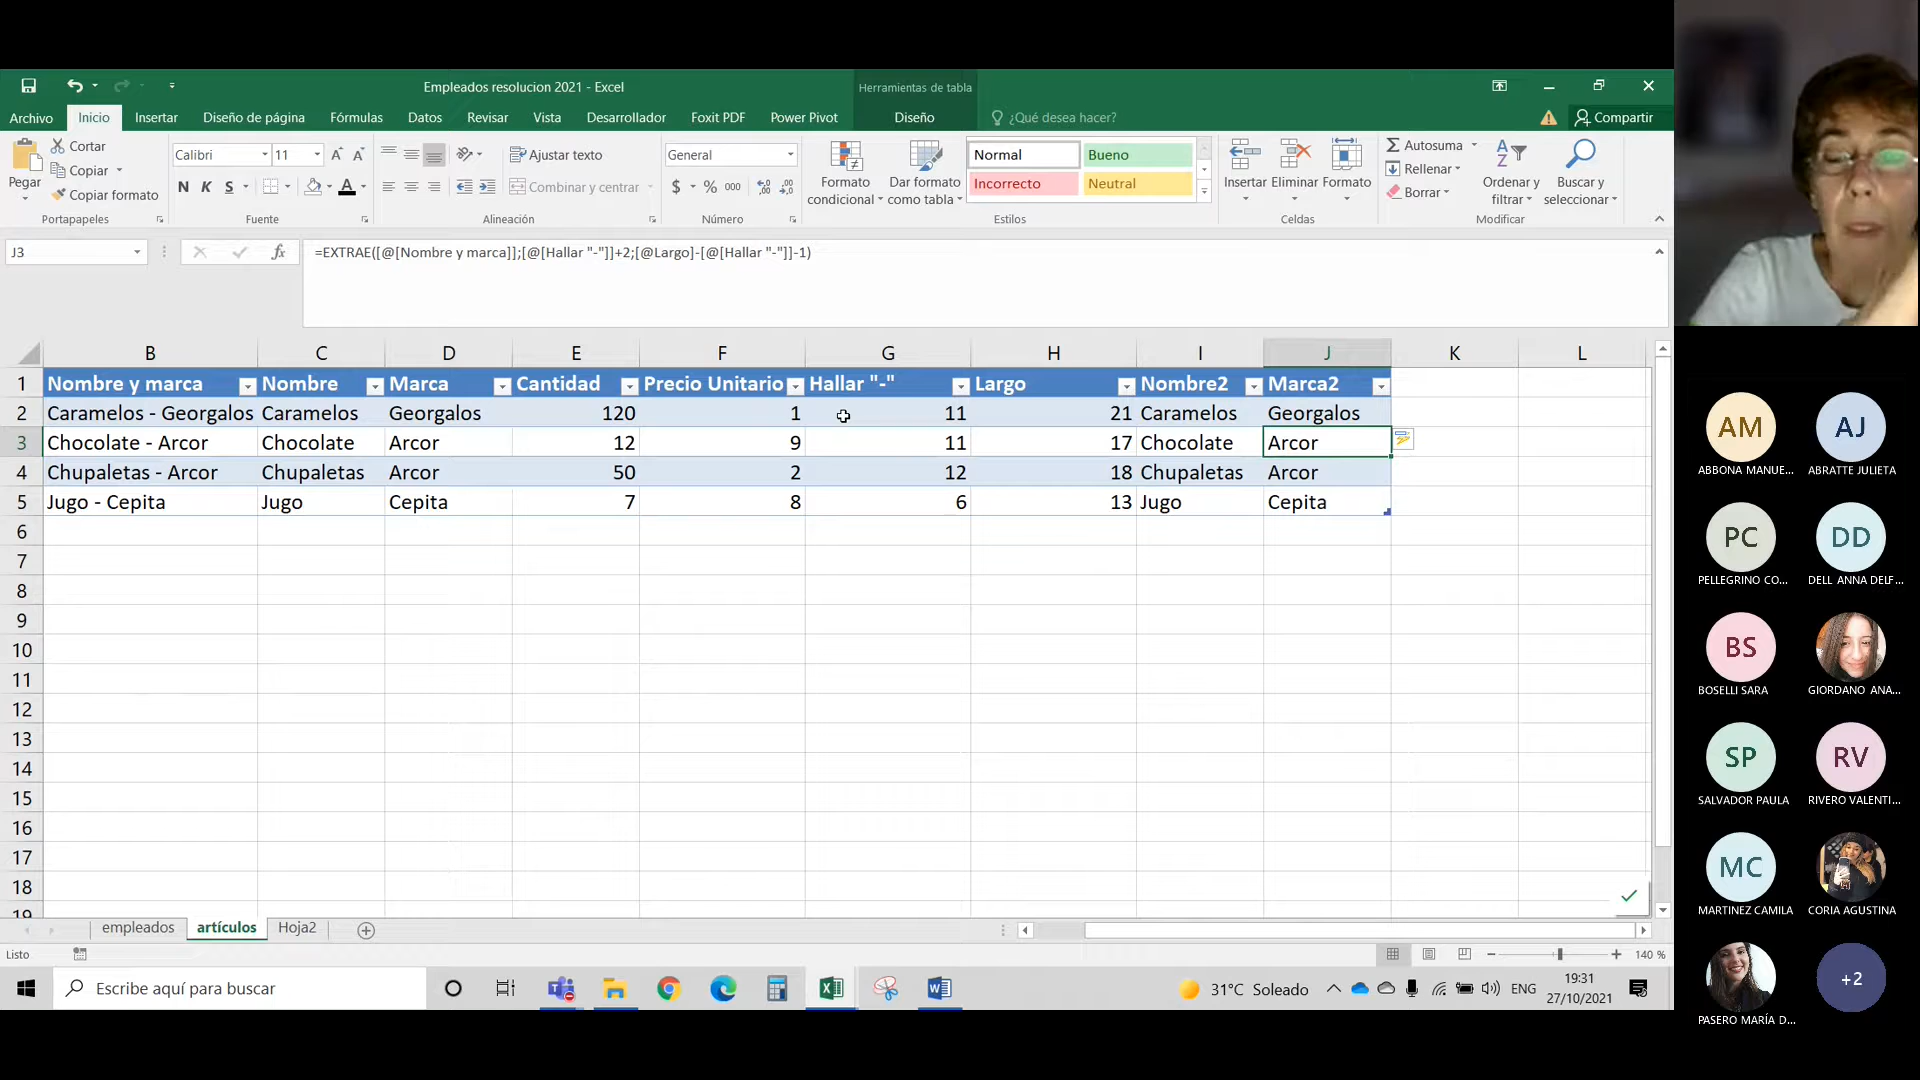 Empleados resolucion 2021 - Excel
Herramientas de tabla
Archivo Inicio Insertar Diseño de página Fórmulas Datos Revisar Vista Desarrollador Foxit PDF Power Pivot Diseño ¿Qué desea hacer? Compartir
Pegar
Cortar
Copiar
Copiar formato
Portapapeles
Calibri 11
N K S
Fuente
Ajustar texto
Combinar y centrar
Alineación
General
$ % 000
Número
Formato condicional
Dar formato como tabla
Normal Bueno
Incorrecto Neutral
Estilos
Insertar Eliminar Formato
Celdas
Autosuma
Rellenar
Borrar
Ordenar y filtrar
Buscar y seleccionar
Modificar
J3 fx =EXTRAE([@[Nombre y marca]];[@[Hallar "-"]]+2;[@Largo]-[@[Hallar "-"]]-1)
B C D E F G H I J K L
1 Nombre y marca Nombre Marca Cantidad Precio Unitario Hallar "-" Largo Nombre2 Marca2
2 Caramelos - Georgalos Caramelos Georgalos 120 1 11 21 Caramelos Georgalos
3 Chocolate - Arcor Chocolate Arcor 12 9 11 17 Chocolate Arcor
4 Chupaletas - Arcor Chupaletas Arcor 50 2 12 18 Chupaletas Arcor
5 Jugo - Cepita Jugo Cepita 7 8 6 13 Jugo Cepita
6
7
8
9
10
11
12
13
14
15
16
17
18
19
empleados artículos Hoja2
Listo
140 %
Escribe aquí para buscar
31°C Soleado
ENG
19:31
27/10/2021
AM AJ
ABBONA MANUE... ABRATTE JULIETA
PC DD
PELLEGRINO CO... DELL ANNA DELF...
BS
BOSELLI SARA GIORDANO ANA...
SP RV
SALVADOR PAULA RIVERO VALENTI...
MC
MARTINEZ CAMILA CORIA AGUSTINA
+2
PASERO MARÍA D...